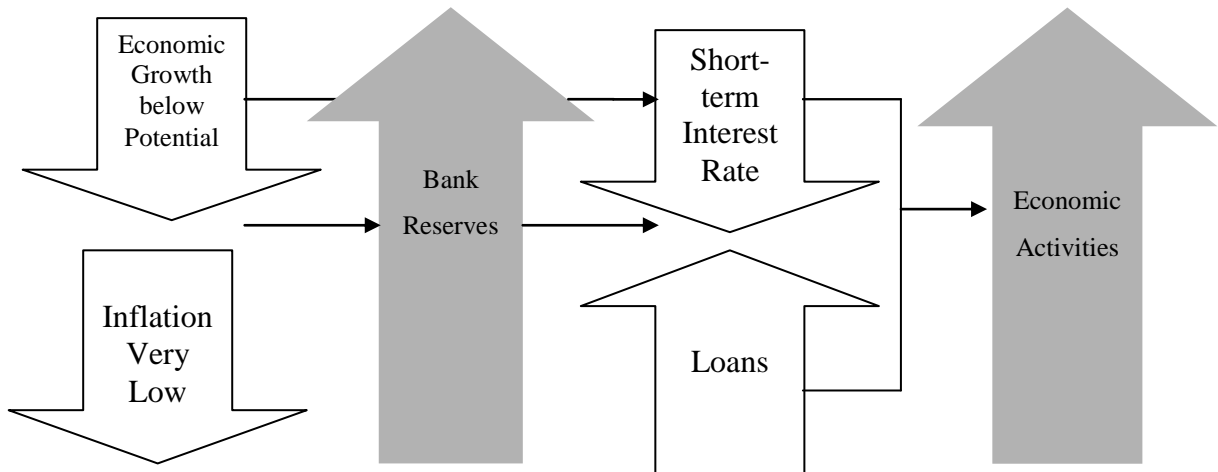 Economic
Growth
below
Potential
Inflation
Very
Low
Bank
Reserves
Short-
term
Interest
Rate
Loans
Economic
Activities